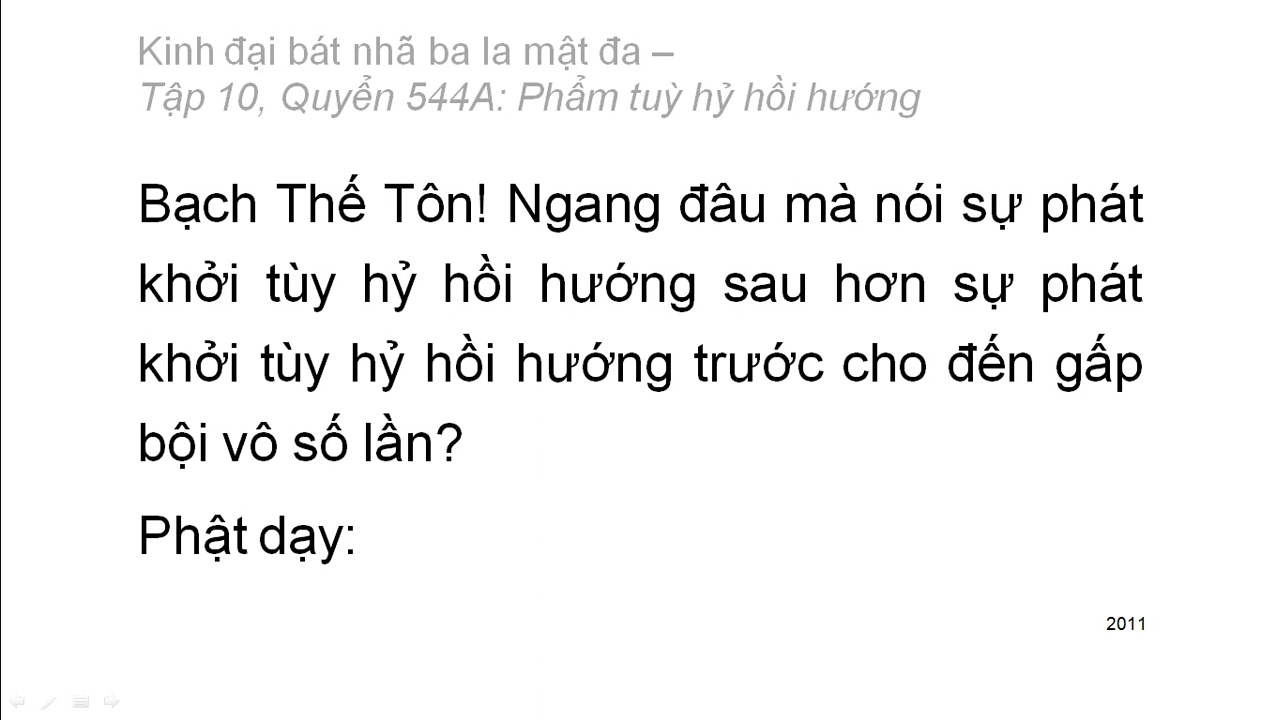 Kinh đại bát nhã ba la mật đa –
Tập 10, Quyển 544A: Phẩm tuỳ hỷ hồi hướng
Bạch Thế Tôn! Ngang đâu mà nói sự phát
khởi tùy hỷ hồi hướng sau hơn sự phát
khởi tùy hỷ hồi hướng trước cho đến gấp
bội vô số lần?
Phật dạy:
2011